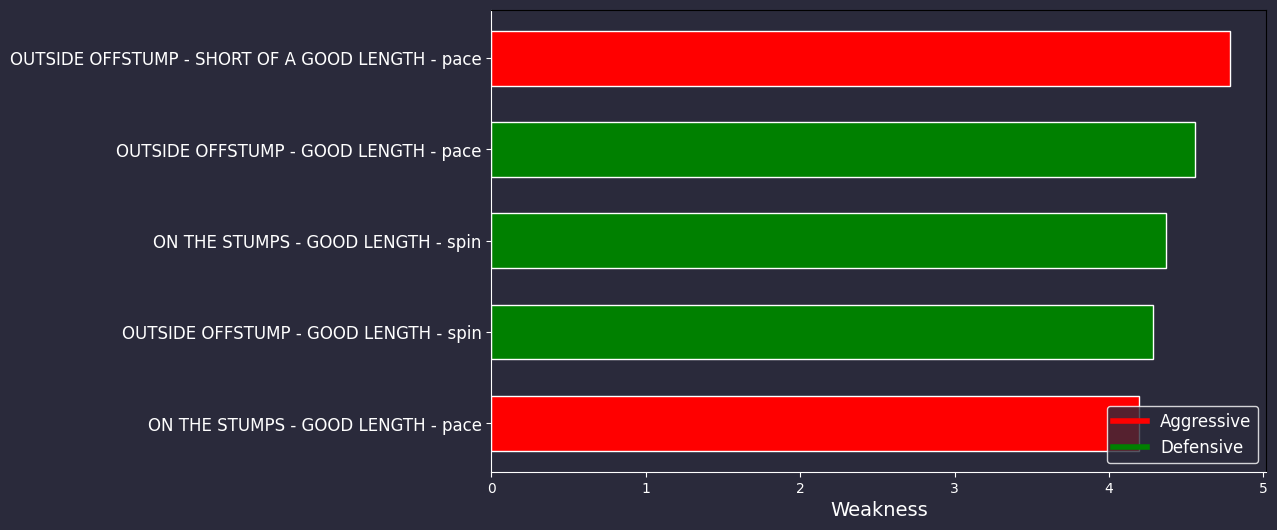 OUTSIDE OFFSTUMP - SHORT OF A GOOD LENGTH - pace
OUTSIDE OFFSTUMP - GOOD LENGTH - pace
ON THE STUMPS - GOOD LENGTH - spin
OUTSIDE OFFSTUMP - GOOD LENGTH - spin
ON THE STUMPS - GOOD LENGTH - pace
Aggressive
Defensive
0 1 2 3 4 5
Weakness